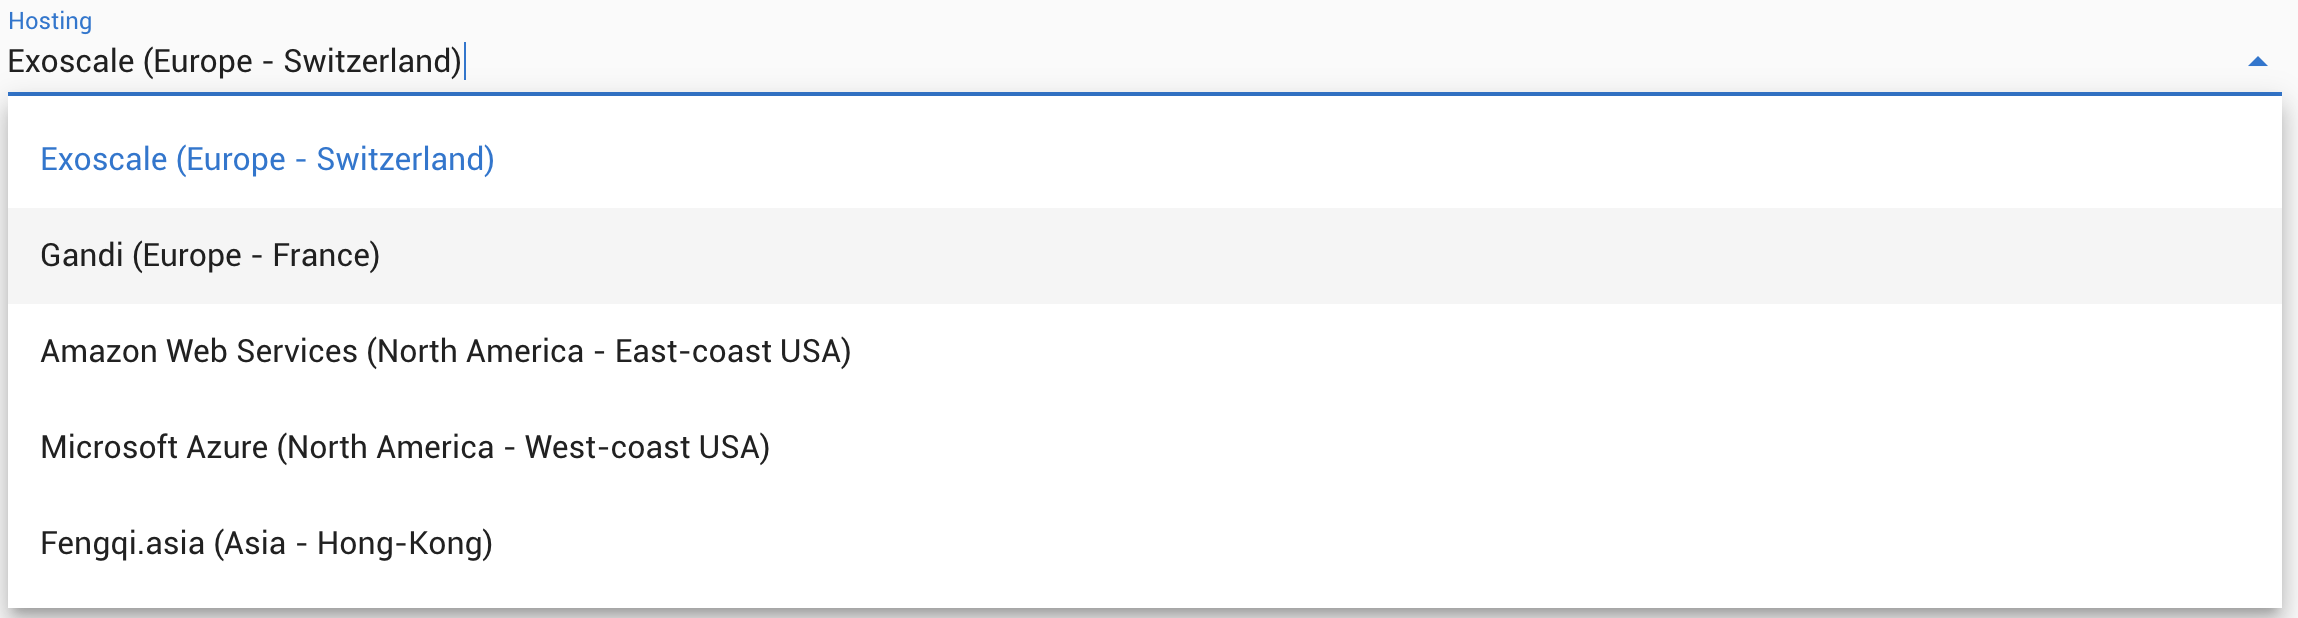 Hosting
Exoscale (Europe - Switzerland)
Exoscale (Europe - Switzerland)
Gandi (Europe - France)
Amazon Web Services (North America - East-coast USA)
Microsoft Azure (North America - West-coast USA)
Fengqi.asia (Asia - Hong-Kong)